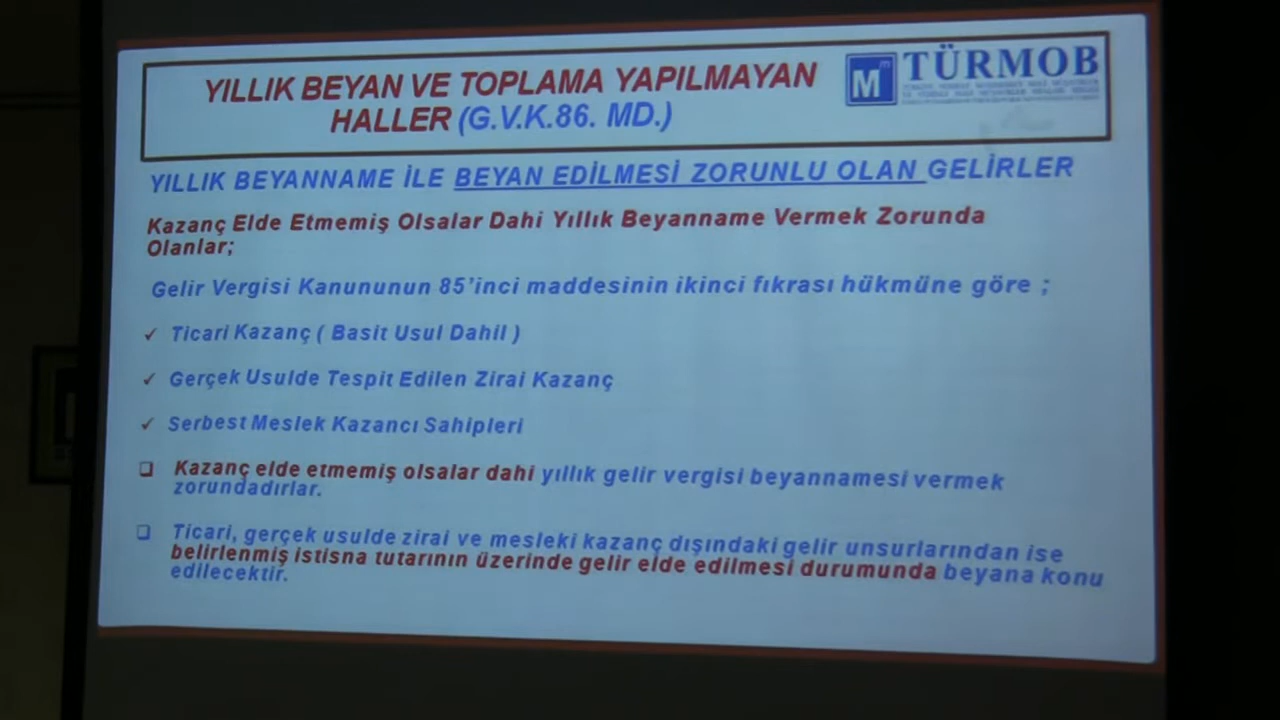 YILLIK BEYAN VE TOPLAMA YAPILMAYAN
HALLER (G.V.K.86. MD.)
M
TÜRMOB
YILLIK BEYANNAME İLE BEYAN EDİLMESİ ZORUNLU OLAN GELİRLER
Kazanç Elde Etmemiş Olsalar Dahi Yıllık Beyanname Vermek Zorunda
Olanlar;
Gelir Vergisi Kanununun 85'inci maddesinin ikinci fıkrası hükmüne göre ;
✓ Ticari Kazanç ( Basit Usul Dahil )
✓ Gerçek Usulde Tespit Edilen Zirai Kazanç
✓ Serbest Meslek Kazancı Sahipleri
❑ Kazanç elde etmemiş olsalar dahi yıllık gelir vergisi beyannamesi vermek
zorundadırlar.
❑ Ticari, gerçek usulde zirai ve mesleki kazanç dışındaki gelir unsurlarından ise
belirlenmiş istisna tutarının üzerinde gelir elde edilmesi durumunda beyana konu
edilecektir.